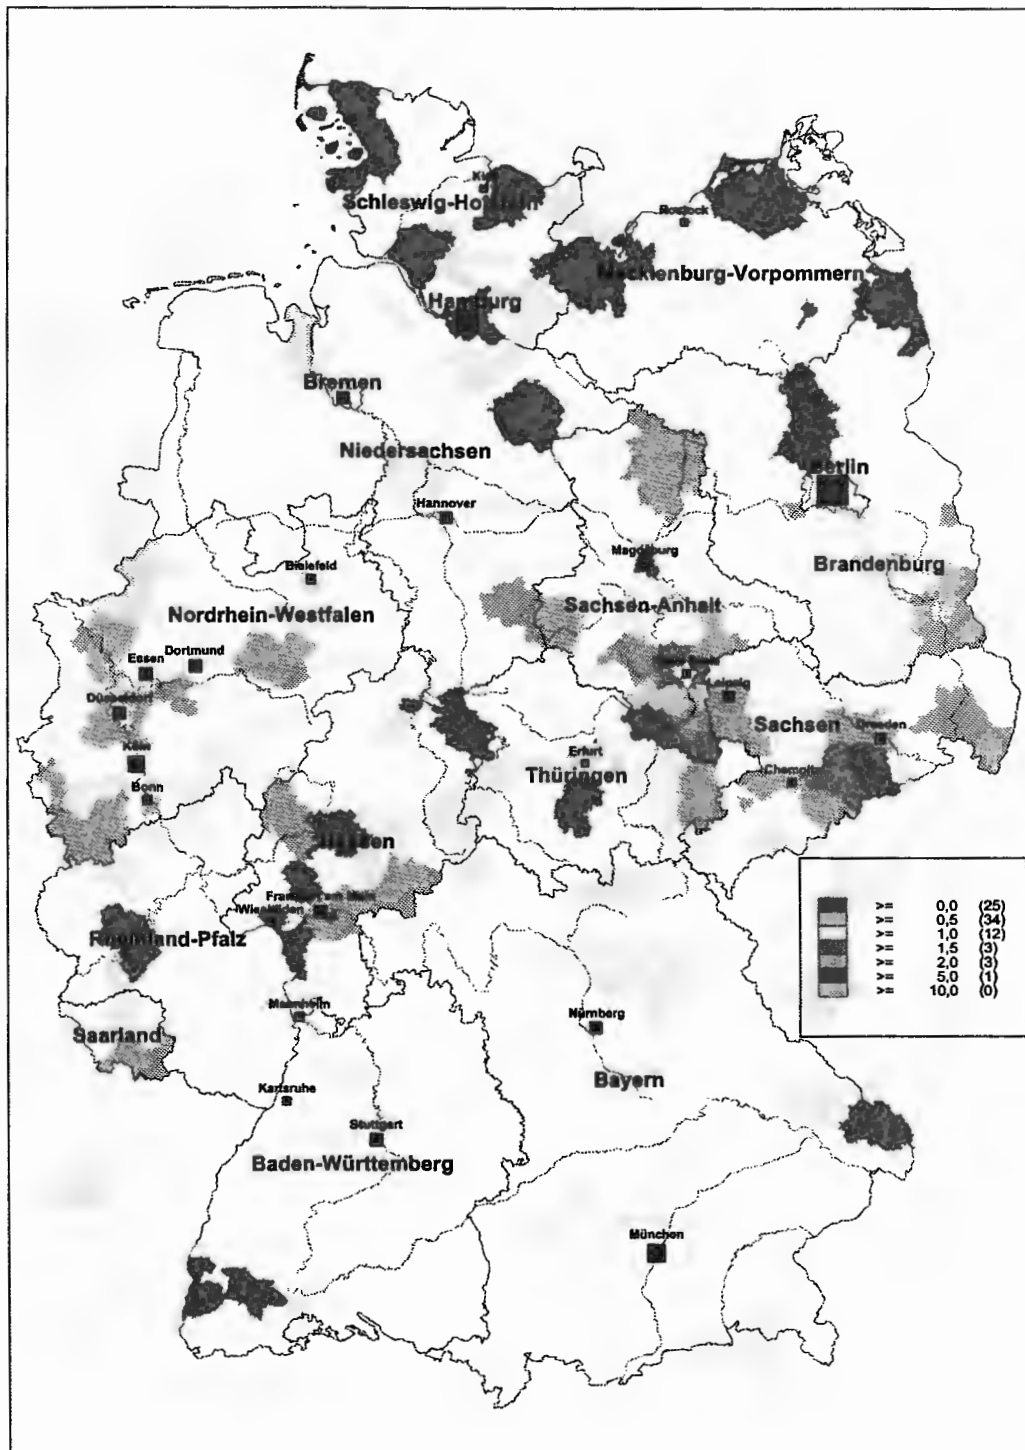 Kiel
Schleswig-Holstein
Rostock
Mecklenburg-Vorpommern
Hamburg
Bremen
Niedersachsen
Berlin
Hannover
Magdeburg
Brandenburg
Bielefeld
Sachsen-Anhalt
Nordrhein-Westfalen
Essen
Dortmund
Leipzig
Düsseldorf
Sachsen
Dresden
Köln
Erfurt
Thüringen
Chemnitz
Bonn
Hessen
Frankfurt am Main
Wiesbaden
Rheinland-Pfalz
>= 0,0 (25)
>= 0,5 (34)
>= 1,0 (12)
>= 1,5 (3)
>= 2,0 (3)
>= 5,0 (1)
>= 10,0 (0)
Mannheim
Nürnberg
Saarland
Bayern
Karlsruhe
Stuttgart
Baden-Württemberg
München